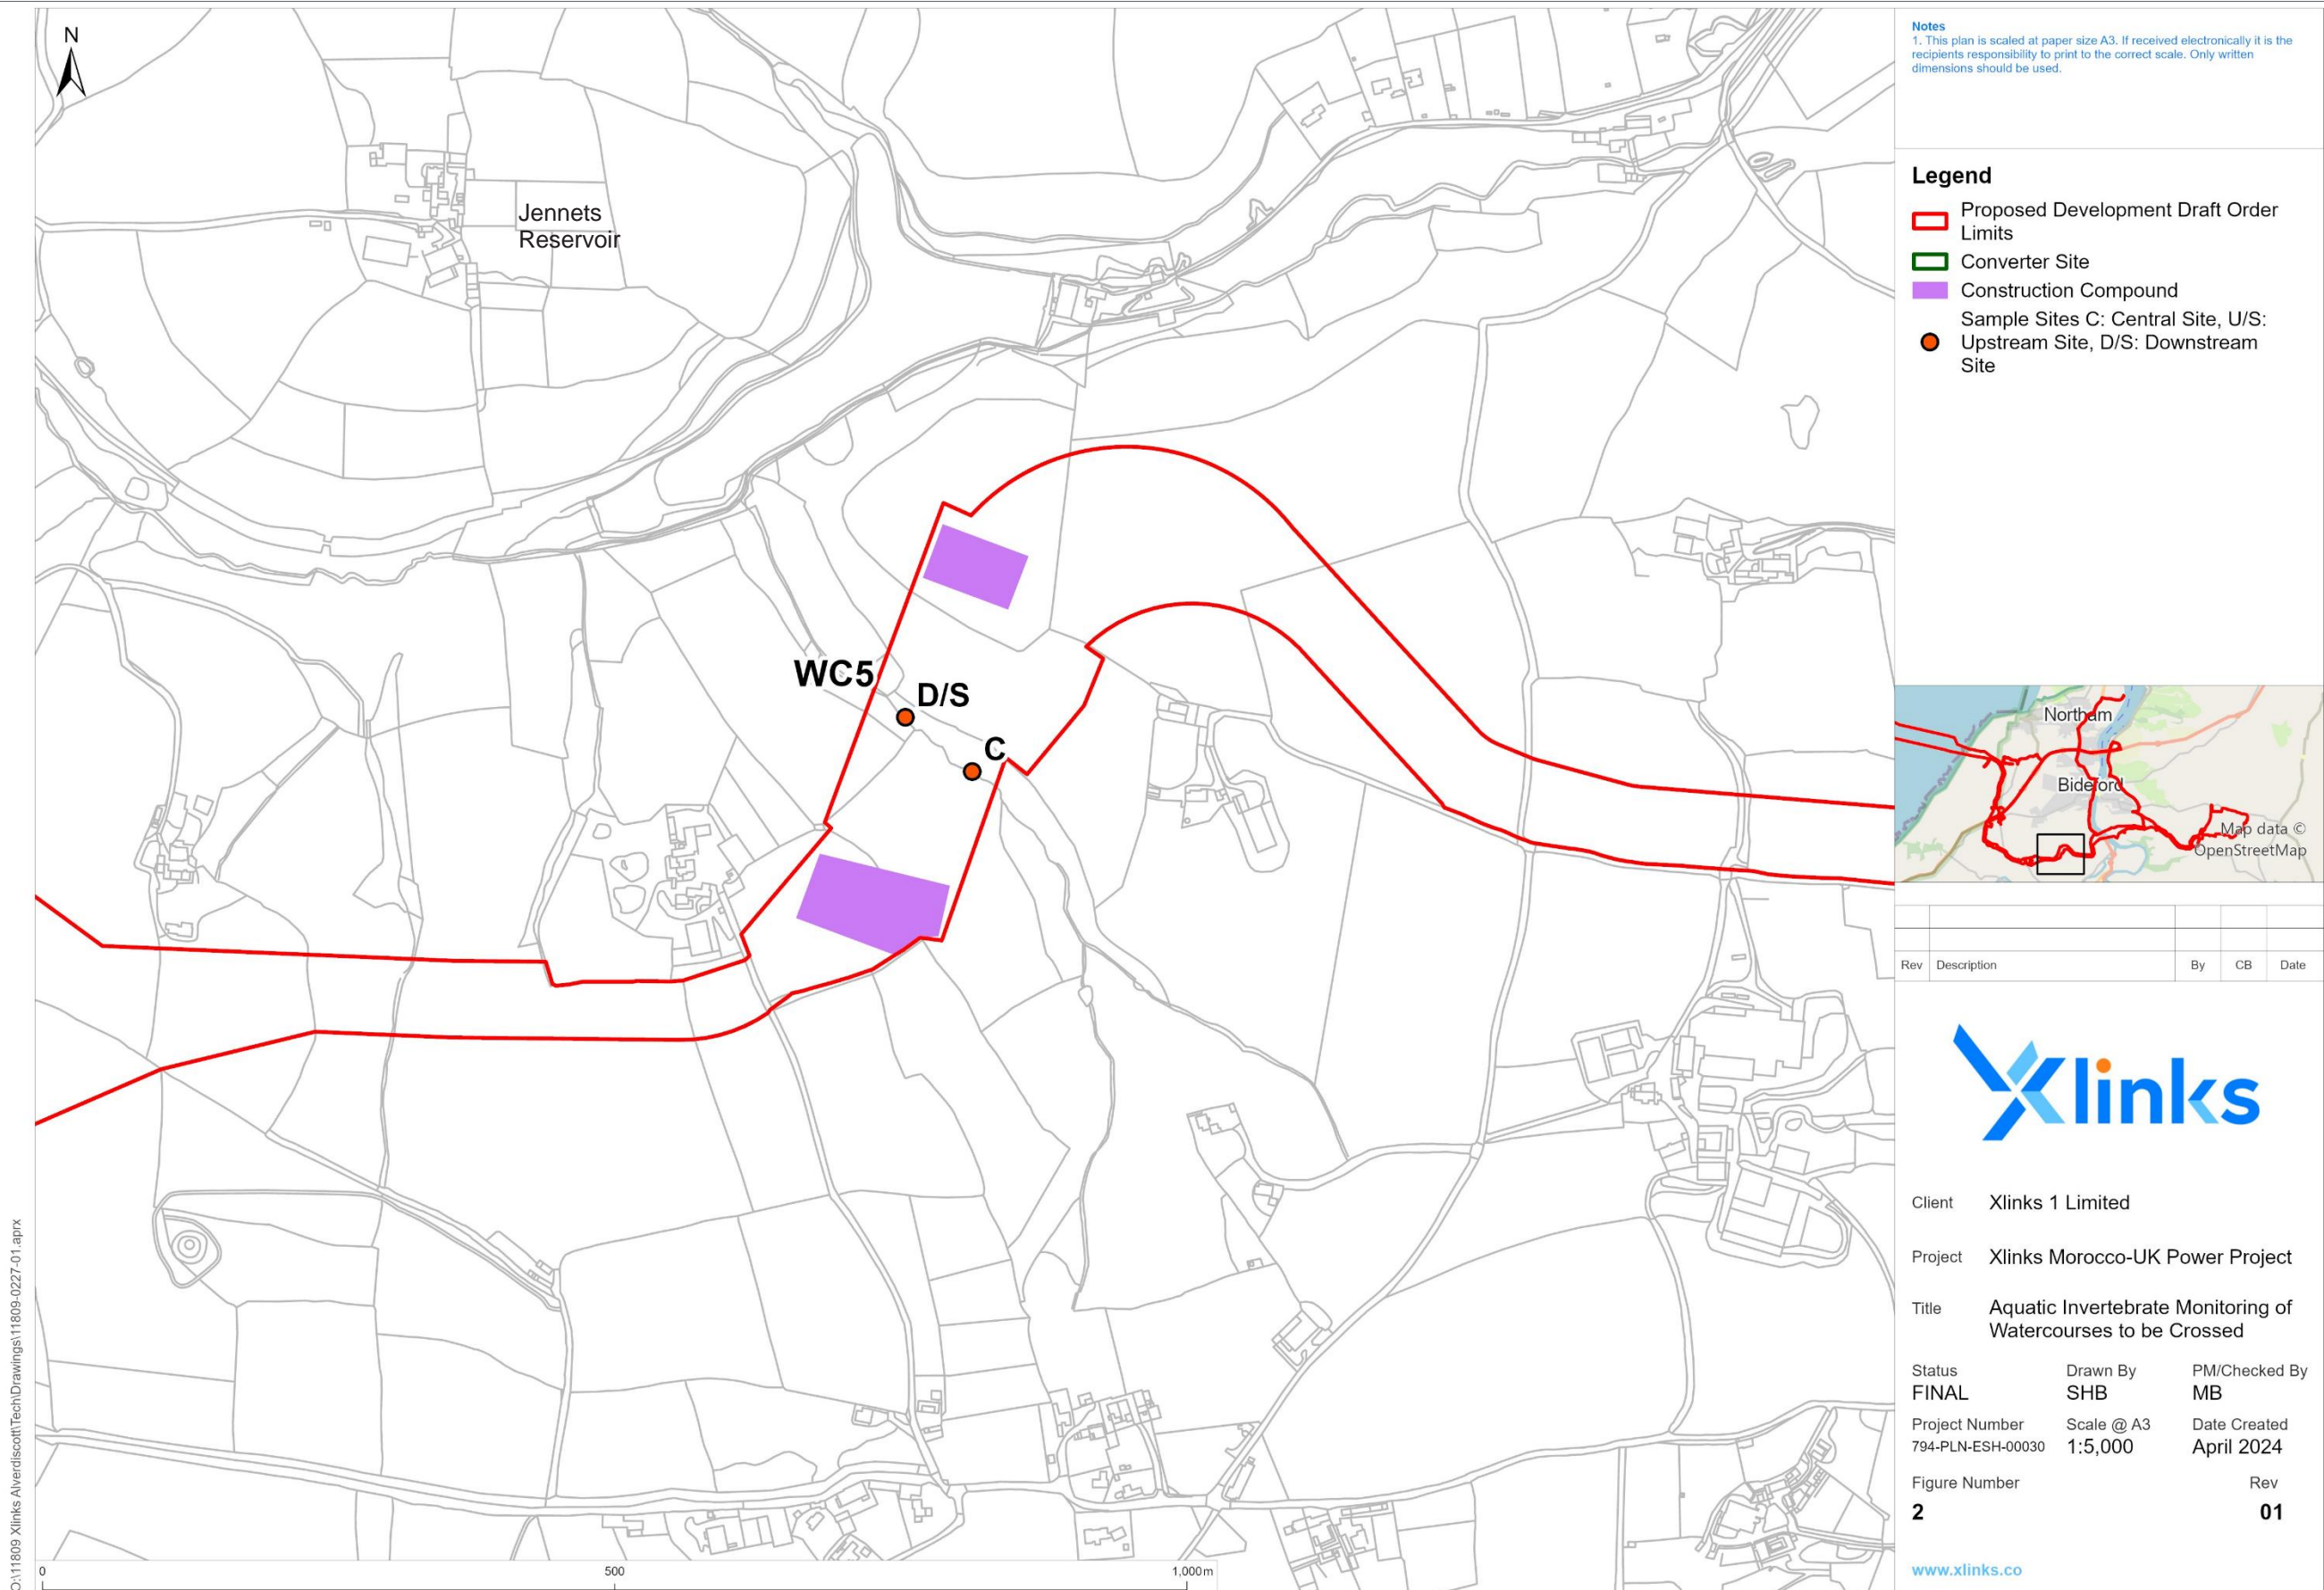 N
Jennets
Reservoir
WC5
D/S
C
0
500
1,000m
O:\11809 Xlinks Alverdiscott\Tech\Drawings\11809-0227-01.aprx
Notes
1. This plan is scaled at paper size A3. If received electronically it is the
recipients responsibility to print to the correct scale. Only written
dimensions should be used.
Legend
Proposed Development Draft Order
Limits
Converter Site
Construction Compound
Sample Sites C: Central Site, U/S:
Upstream Site, D/S: Downstream
Site
Northam
Bideford
Map data ©
OpenStreetMap
Rev Description By CB Date
Xlinks
Client Xlinks 1 Limited
Project Xlinks Morocco-UK Power Project
Title Aquatic Invertebrate Monitoring of
Watercourses to be Crossed
Status Drawn By PM/Checked By
FINAL SHB MB
Project Number Scale @ A3 Date Created
794-PLN-ESH-00030 1:5,000 April 2024
Figure Number Rev
2 01
www.xlinks.co